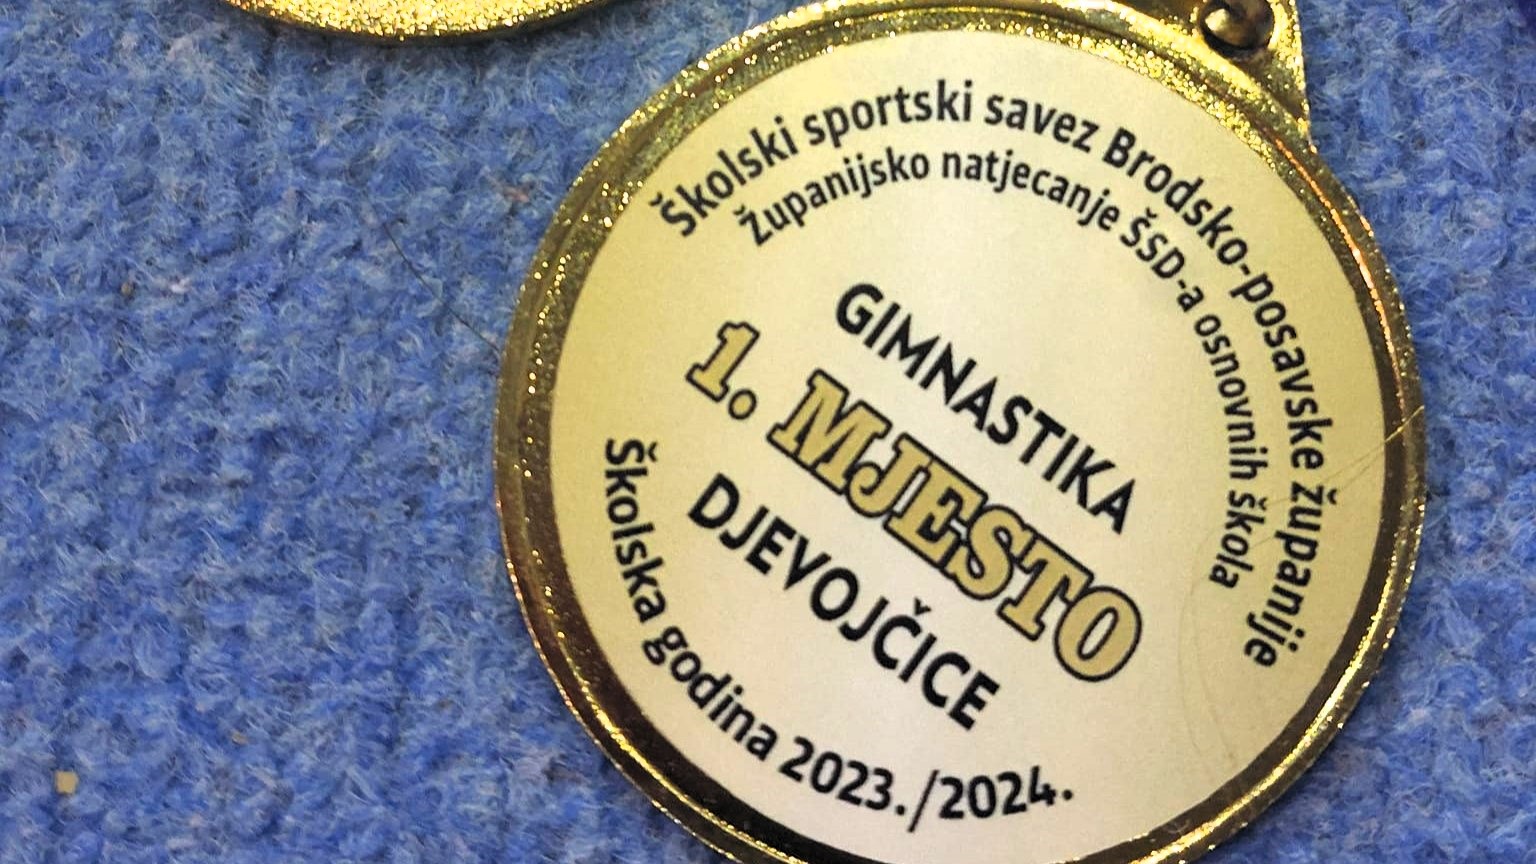 Školski sportski savez Brodsko-posavske županije
Županijsko natjecanje ŠSD-a osnovnih škola
GIMNASTIKA
1. MJESTO
DJEVOJČICE
Školska godina 2023./2024.